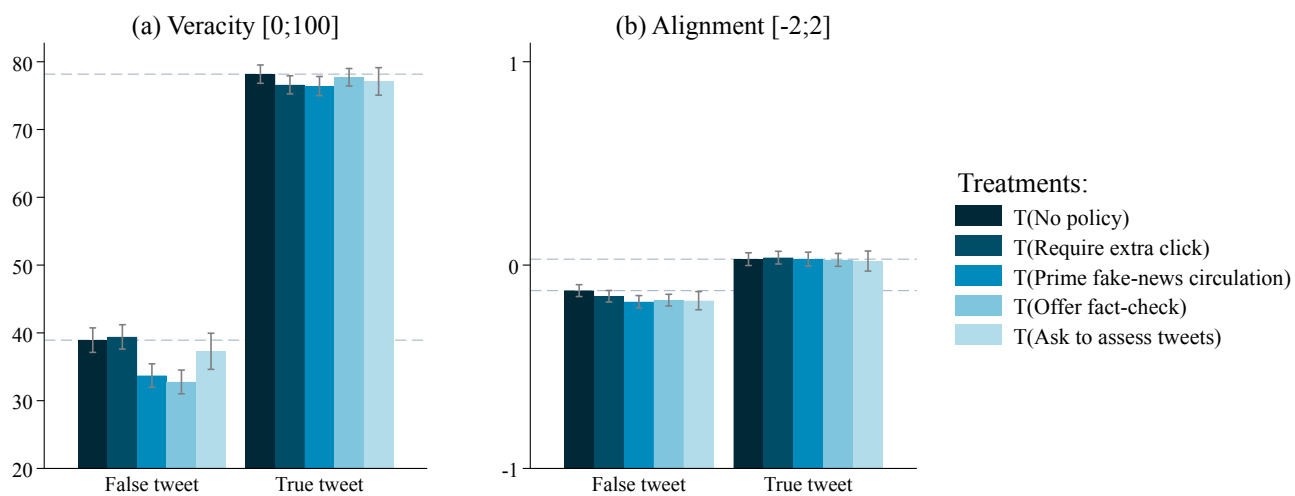 (a) Veracity [0;100]
80
70
60
50
40
30
20
False tweet
True tweet
(b) Alignment [-2;2]
1
0
-1
False tweet
True tweet
Treatments:
T(No policy)
T(Require extra click)
T(Prime fake-news circulation)
T(Offer fact-check)
T(Ask to assess tweets)